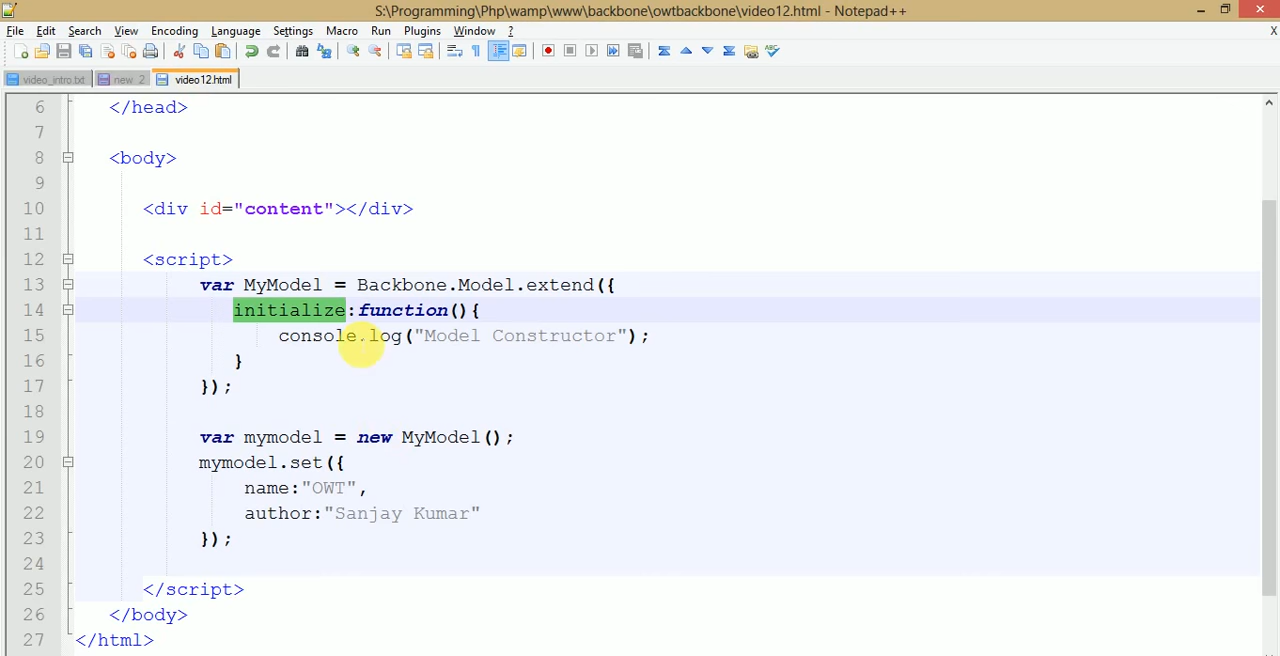 S:\Programming\Php\wamp\www\backbone\owtbackbone\video12.html - Notepad++
File Edit Search View Encoding Language Settings Macro Run Plugins Window ? X
video_intro.txt new 2 video12.html
6 </head>
7
8 <body>
9
10 <div id="content"></div>
11
12 <script>
13 var MyModel = Backbone.Model.extend({
14 initialize:function(){
15 console.log("Model Constructor");
16 }
17 });
18
19 var mymodel = new MyModel();
20 mymodel.set({
21 name:"OWT",
22 author:"Sanjay Kumar"
23 });
24
25 </script>
26 </body>
27 </html>